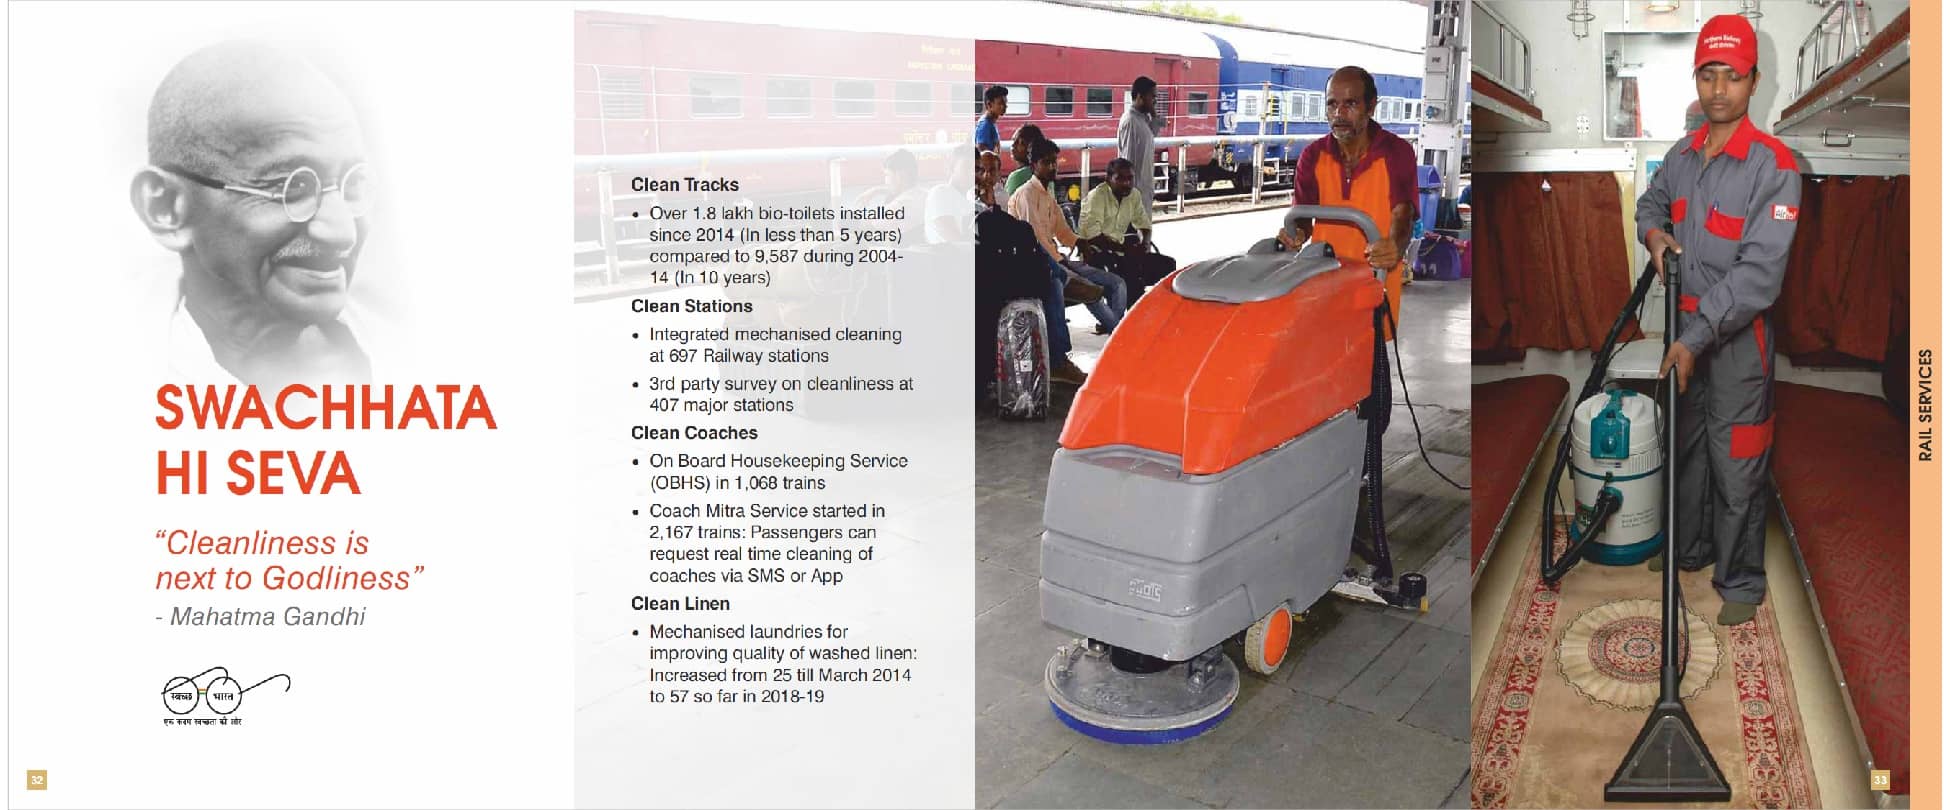 SWACHHATA
HI SEVA
“Cleanliness is
next to Godliness”
- Mahatma Gandhi
स्वच्छ भारत
एक कदम स्वच्छता की ओर
32
Clean Tracks
• Over 1.8 lakh bio-toilets installed
since 2014 (In less than 5 years)
compared to 9,587 during 2004-
14 (In 10 years)
Clean Stations
• Integrated mechanised cleaning
at 697 Railway stations
• 3rd party survey on cleanliness at
407 major stations
Clean Coaches
• On Board Housekeeping Service
(OBHS) in 1,068 trains
• Coach Mitra Service started in
2,167 trains: Passengers can
request real time cleaning of
coaches via SMS or App
Clean Linen
• Mechanised laundries for
improving quality of washed linen:
Increased from 25 till March 2014
to 57 so far in 2018-19
RAIL SERVICES
33